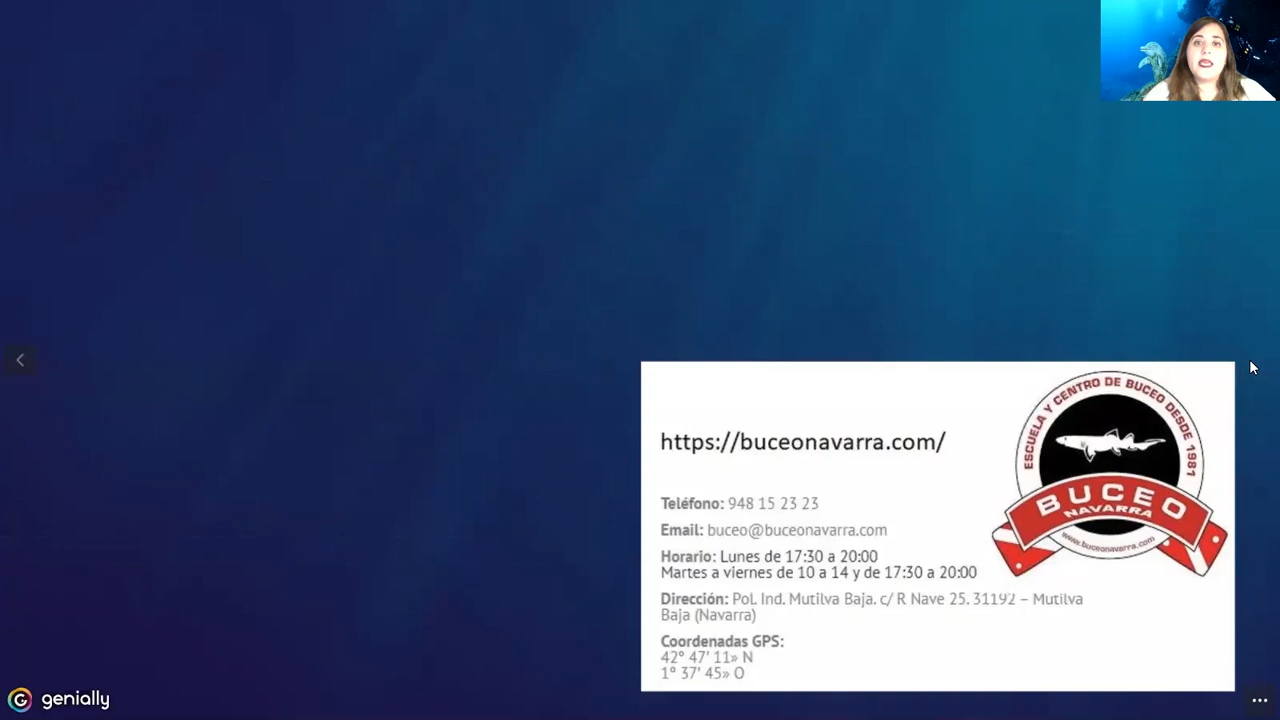 https://buceonavarra.com/
Teléfono: 948 15 23 23
Email: buceo@buceonavarra.com
Horario: Lunes de 17:30 a 20:00
Martes a viernes de 10 a 14 y de 17:30 a 20:00
Dirección: Pol. Ind. Mutilva Baja. c/ R Nave 25. 31192 – Mutilva
Baja (Navarra)
Coordenadas GPS:
42º 47' 11» N
1º 37' 45» O
ESCUELA Y CENTRO DE BUCEO DESDE 1981
BUCEO
NAVARRA
www.buceonavarra.com
genially